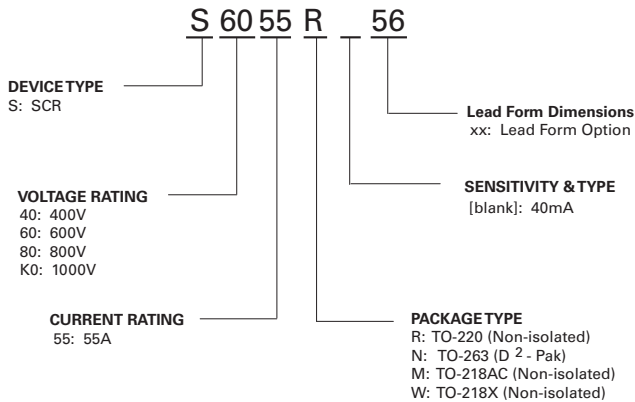 S 60 55 R _ 56
DEVICE TYPE
S: SCR
Lead Form Dimensions
xx: Lead Form Option
VOLTAGE RATING
40: 400V
60: 600V
80: 800V
K0: 1000V
SENSITIVITY & TYPE
[blank]: 40mA
CURRENT RATING
55: 55A
PACKAGE TYPE
R: TO-220 (Non-isolated)
N: TO-263 (D 2 - Pak)
M: TO-218AC (Non-isolated)
W: TO-218X (Non-isolated)